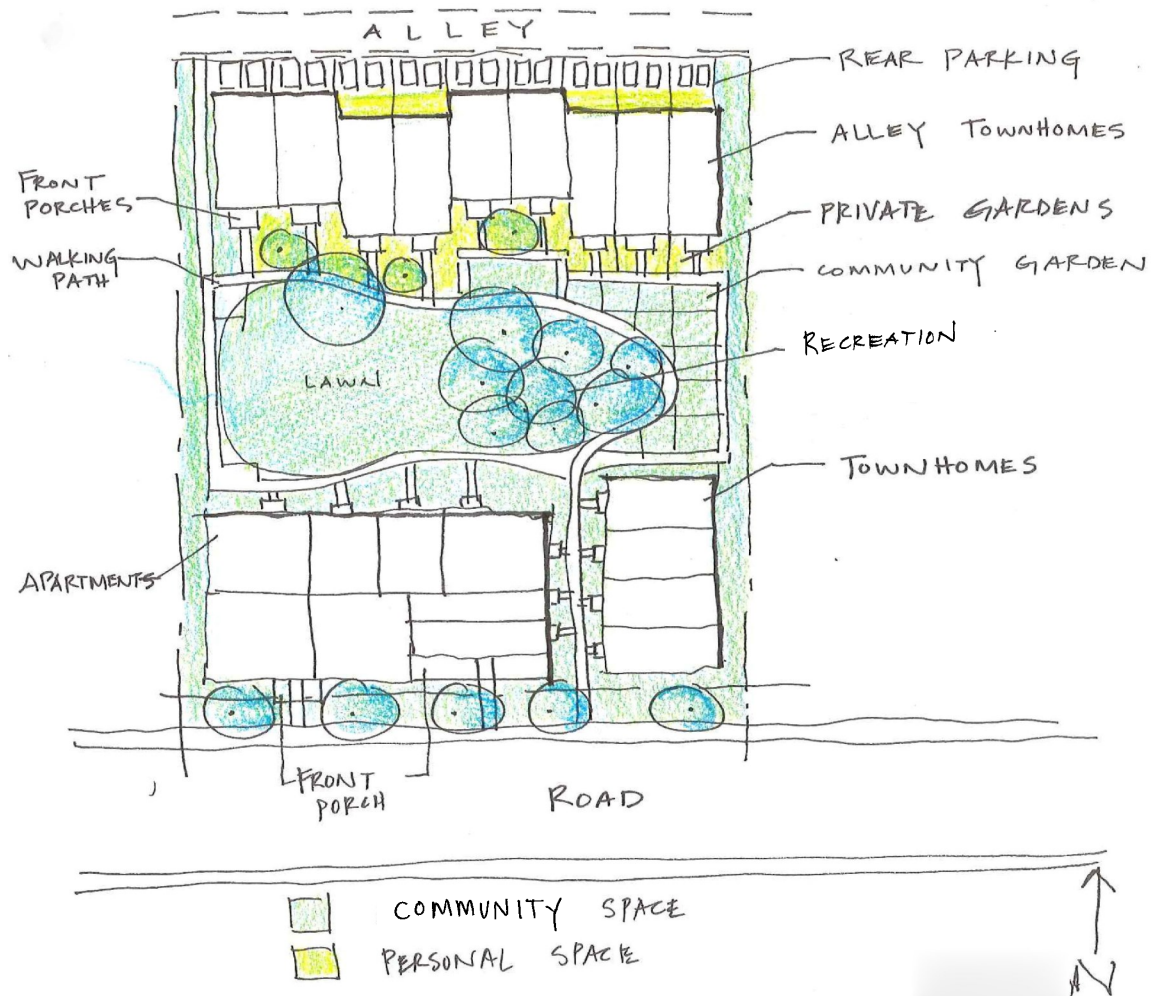 ALLEY
REAR PARKING
ALLEY TOWNHOMES
FRONT
PORCHES
PRIVATE GARDENS
WALKING
PATH
COMMUNITY GARDEN
RECREATION
LAWN
TOWNHOMES
APARTMENTS
FRONT
PORCH
ROAD
COMMUNITY SPACE
PERSONAL SPACE
N